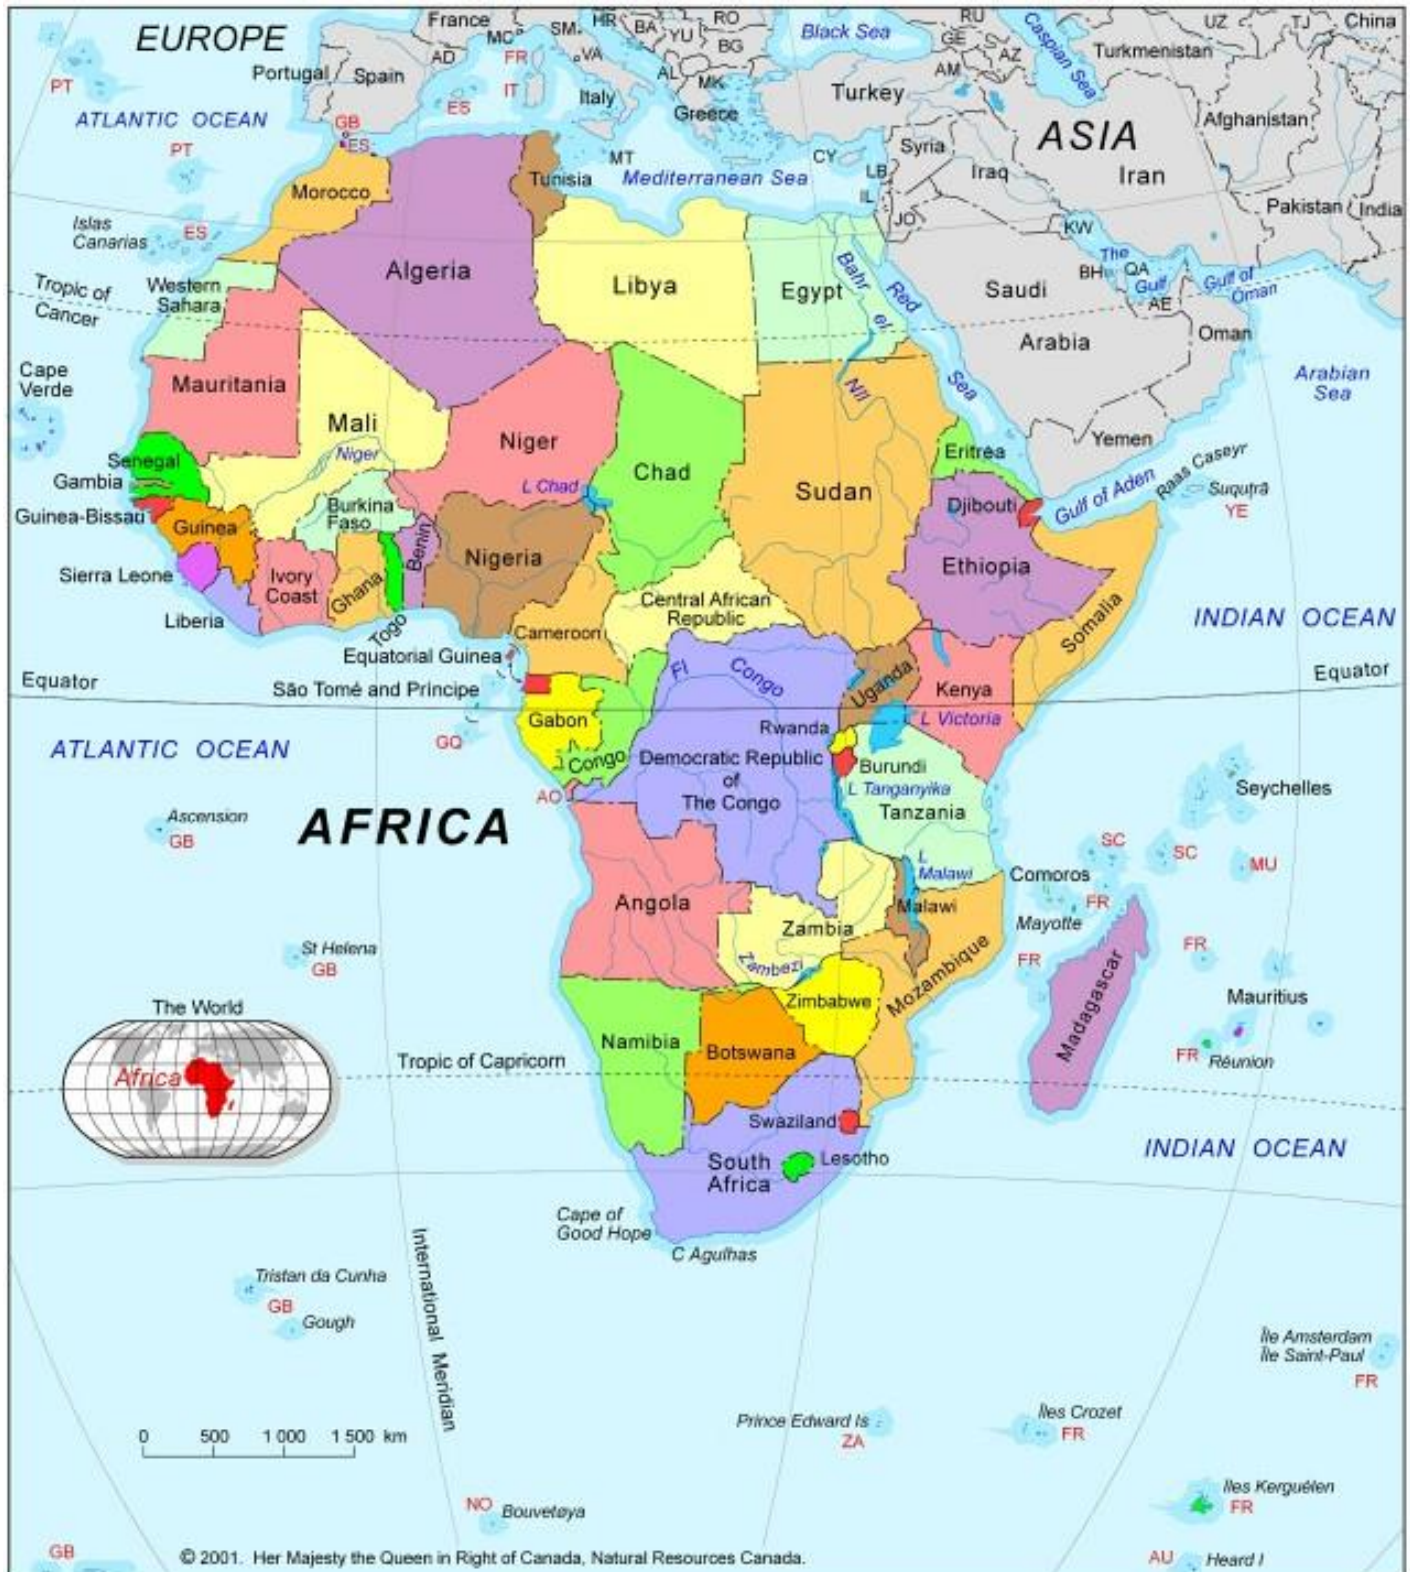 EUROPE
France
MC
SM
HR
BA
YU
RO
BG
Black Sea
RU
GE
AZ
AM
Caspian Sea
UZ
TJ
China
Turkmenistan
PT
Portugal
Spain
AD
FR
IT
VA
Italy
AL
MK
Greece
Turkey
ASIA
Afghanistan
ATLANTIC OCEAN
ES
GB
ES
PT
MT
Mediterranean Sea
CY
LB
IL
JO
Syria
Iraq
Iran
Pakistan
India
Morocco
Tunisia
Islas
Canarias
ES
KW
The
Gulf
BH
QA
AE
Gulf of
Oman
Algeria
Libya
Egypt
Bahr
el
Nil
Red
Sea
Saudi
Arabia
Oman
Western
Sahara
Tropic of
Cancer
Cape
Verde
Mauritania
Mali
Niger
Niger
Chad
L Chad
Sudan
Eritrea
Yemen
Arabian
Sea
Senegal
Gambia
Guinea-Bissau
Guinea
Burkina
Faso
Benin
Nigeria
Djibouti
Gulf of Aden
Raas Caseyr
Suquţrá
YE
Ethiopia
Sierra Leone
Ivory
Coast
Ghana
Togo
Liberia
Cameroon
Central African
Republic
Somalia
INDIAN OCEAN
Equatorial Guinea
Equator
São Tomé and Príncipe
Equator
Fl
Congo
Uganda
Kenya
L Victoria
Gabon
Congo
GQ
ATLANTIC OCEAN
Rwanda
Democratic Republic
of
The Congo
Burundi
L Tanganyika
Tanzania
AO
Seychelles
AFRICA
Ascension
GB
SC
SC
MU
L
Malawi
Comoros
FR
Mayotte
Angola
Zambia
Malawi
Zambezi
Mozambique
FR
FR
Madagascar
St Helena
GB
Mauritius
Zimbabwe
The World
Africa
Namibia
Botswana
Tropic of Capricorn
FR
Réunion
Swaziland
South
Africa
Lesotho
INDIAN OCEAN
Cape of
Good Hope
C Agulhas
International Meridian
Tristan da Cunha
GB
Gough
Île Amsterdam
Île Saint-Paul
FR
0 500 1 000 1 500 km
Prince Edward Is
ZA
Îles Crozet
FR
Iles Kerguélen
FR
NO
Bouvetøya
GB
© 2001. Her Majesty the Queen in Right of Canada, Natural Resources Canada.
AU
Heard I